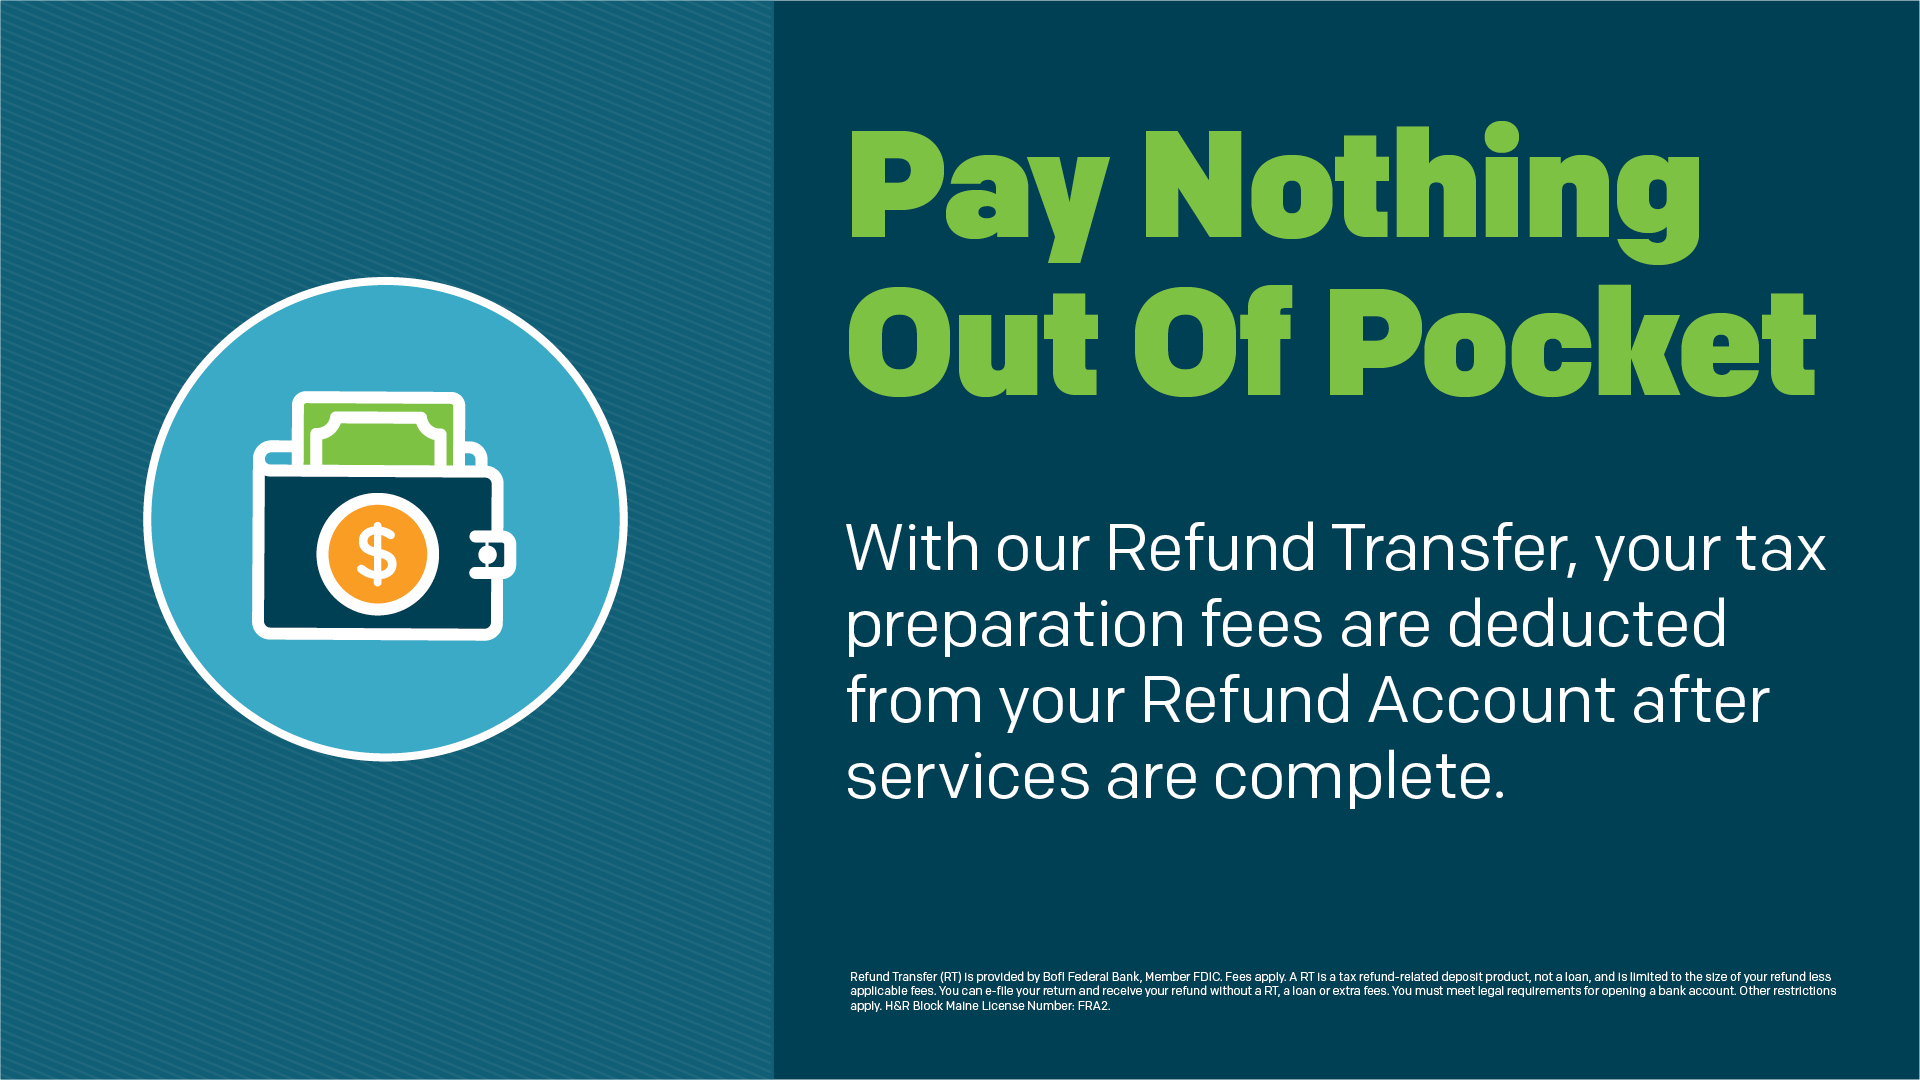 Pay Nothing
Out Of Pocket
$
With our Refund Transfer, your tax
preparation fees are deducted
from your Refund Account after
services are complete.
Refund Transfer (RT) is provided by BofI Federal Bank, Member FDIC. Fees apply. A RT is a tax refund-related deposit product, not a loan, and is limited to the size of your refund less
applicable fees. You can e-file your return and receive your refund without a RT, a loan or extra fees. You must meet legal requirements for opening a bank account. Other restrictions
apply. H&R Block Maine License Number: FRA2.